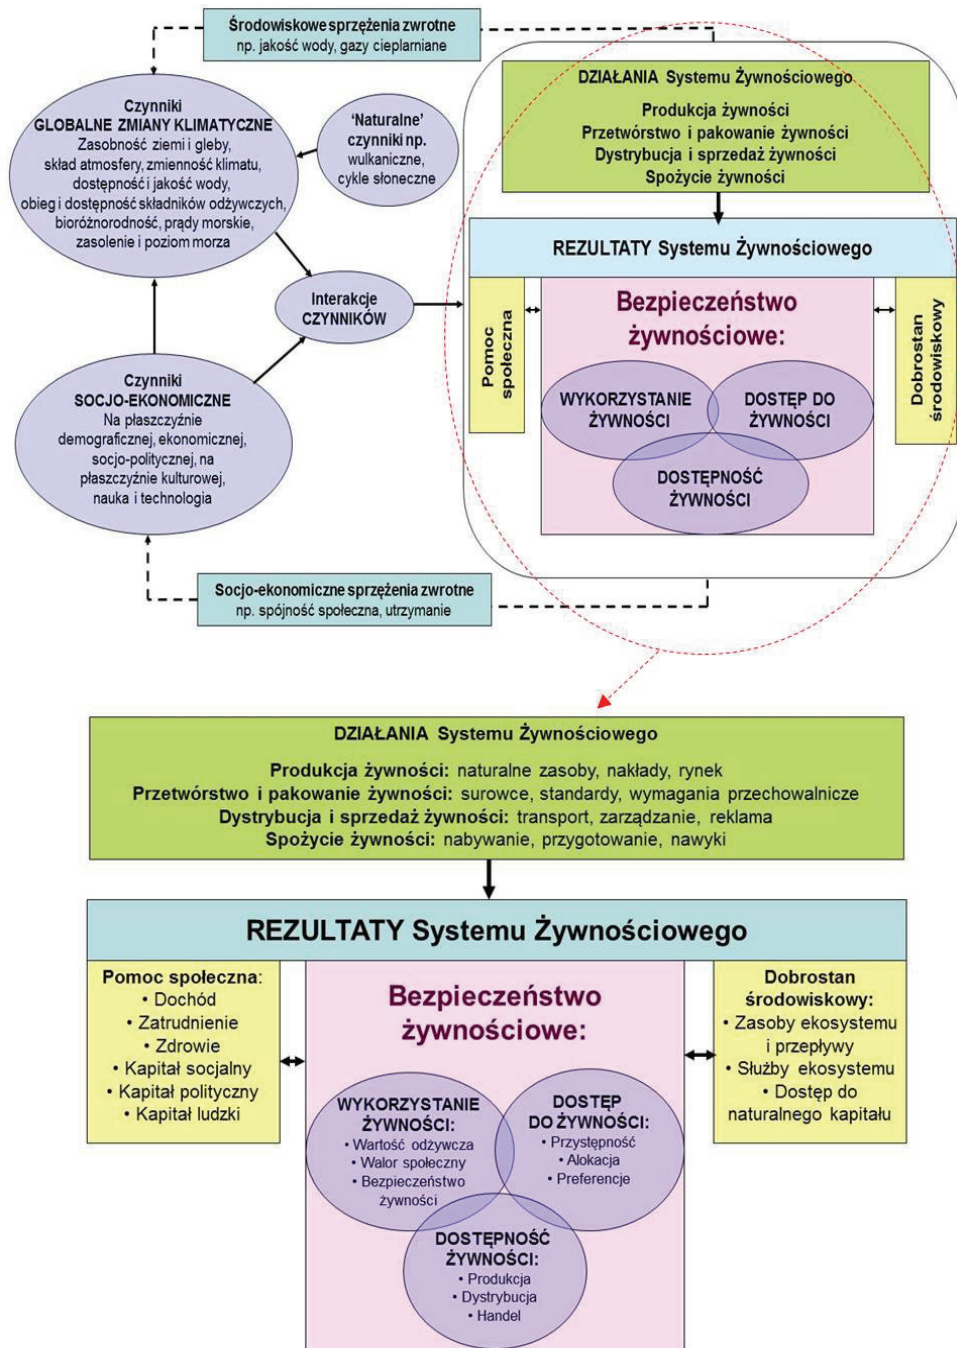 Środowiskowe sprzężenia zwrotne
np. jakość wody, gazy cieplarniane
Czynniki
GLOBALNE ZMIANY KLIMATYCZNE
Zasobność ziemi i gleby,
skład atmosfery, zmienność klimatu,
dostępność i jakość wody,
obieg i dostępność składników odżywczych,
bioróżnorodność, prądy morskie,
zasolenie i poziom morza
'Naturalne'
czynniki np.
wulkaniczne,
cykle słoneczne
Interakcje
CZYNNIKÓW
Czynniki
SOCJO-EKONOMICZNE
Na płaszczyźnie
demograficznej, ekonomicznej,
socjo-politycznej, na
płaszczyźnie kulturowej,
nauka i technologia
Socjo-ekonomiczne sprzężenia zwrotne
np. spójność społeczna, utrzymanie
DZIAŁANIA Systemu Żywnościowego
Produkcja żywności
Przetwórstwo i pakowanie żywności
Dystrybucja i sprzedaż żywności
Spożycie żywności
REZULTATY Systemu Żywnościowego
Pomoc
społeczna
Bezpieczeństwo
żywnościowe:
WYKORZYSTANIE
ŻYWNOŚCI
DOSTĘP DO
ŻYWNOŚCI
DOSTĘPNOŚĆ
ŻYWNOŚCI
Dobrostan
środowiskowy
DZIAŁANIA Systemu Żywnościowego
Produkcja żywności: naturalne zasoby, nakłady, rynek
Przetwórstwo i pakowanie żywności: surowce, standardy, wymagania przechowalnicze
Dystrybucja i sprzedaż żywności: transport, zarządzanie, reklama
Spożycie żywności: nabywanie, przygotowanie, nawyki
REZULTATY Systemu Żywnościowego
Pomoc społeczna:
• Dochód
• Zatrudnienie
• Zdrowie
• Kapitał socjalny
• Kapitał polityczny
• Kapitał ludzki
Bezpieczeństwo
żywnościowe:
WYKORZYSTANIE
ŻYWNOŚCI:
• Wartość odżywcza
• Walor społeczny
• Bezpieczeństwo
żywności
DOSTĘP
DO ŻYWNOŚCI:
• Przystępność
• Alokacja
• Preferencje
DOSTĘPNOŚĆ
ŻYWNOŚCI:
• Produkcja
• Dystrybucja
• Handel
Dobrostan
środowiskowy:
• Zasoby ekosystemu
i przepływy
• Służby ekosystemu
• Dostęp do
naturalnego kapitału